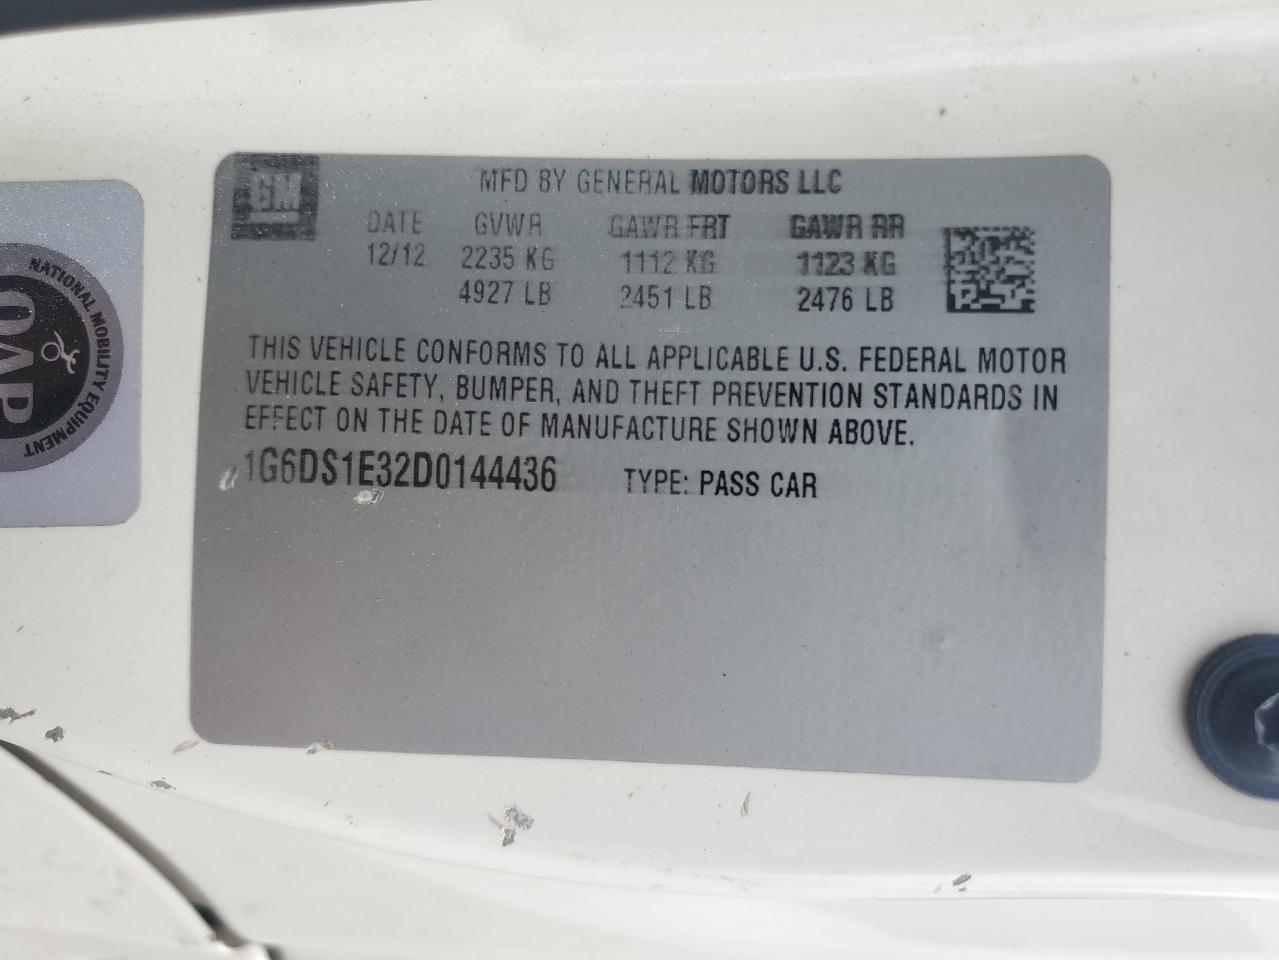 GM
MFD BY GENERAL MOTORS LLC
DATE GVWR GAWR FRT GAWR RR
12/12 2235 KG 1112 KG 1123 KG
4927 LB 2451 LB 2476 LB
THIS VEHICLE CONFORMS TO ALL APPLICABLE U.S. FEDERAL MOTOR
VEHICLE SAFETY, BUMPER, AND THEFT PREVENTION STANDARDS IN
EFFECT ON THE DATE OF MANUFACTURE SHOWN ABOVE.
1G6DS1E32D0144436 TYPE: PASS CAR
NATIONAL MOBILITY EQUIPMENT
QAP